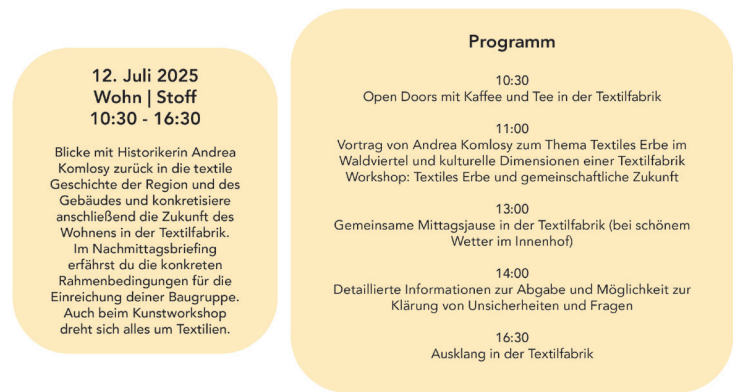 12. Juli 2025
Wohn | Stoff
10:30 - 16:30
Blicke mit Historikerin Andrea
Komlosy zurück in die textile
Geschichte der Region und des
Gebäudes und konkretisiere
anschließend die Zukunft des
Wohnens in der Textilfabrik.
Im Nachmittagsbriefing
erfährst du die konkreten
Rahmenbedingungen für die
Einreichung deiner Baugruppe.
Auch beim Kunstworkshop
dreht sich alles um Textilien.
Programm
10:30
Open Doors mit Kaffee und Tee in der Textilfabrik
11:00
Vortrag von Andrea Komlosy zum Thema Textiles Erbe im
Waldviertel und kulturelle Dimensionen einer Textilfabrik
Workshop: Textiles Erbe und gemeinschaftliche Zukunft
13:00
Gemeinsame Mittagsjause in der Textilfabrik (bei schönem
Wetter im Innenhof)
14:00
Detaillierte Informationen zur Abgabe und Möglichkeit zur
Klärung von Unsicherheiten und Fragen
16:30
Ausklang in der Textilfabrik